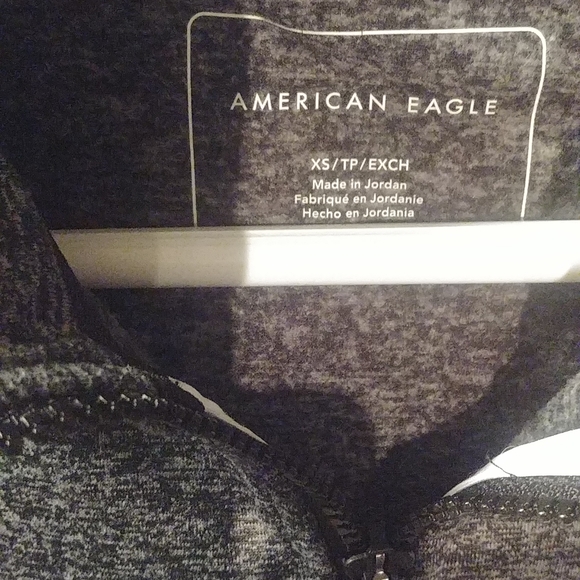 AMERICAN EAGLE
XS/TP/EXCH
Made in Jordan
Fabriqué en Jordanie
Hecho en Jordania